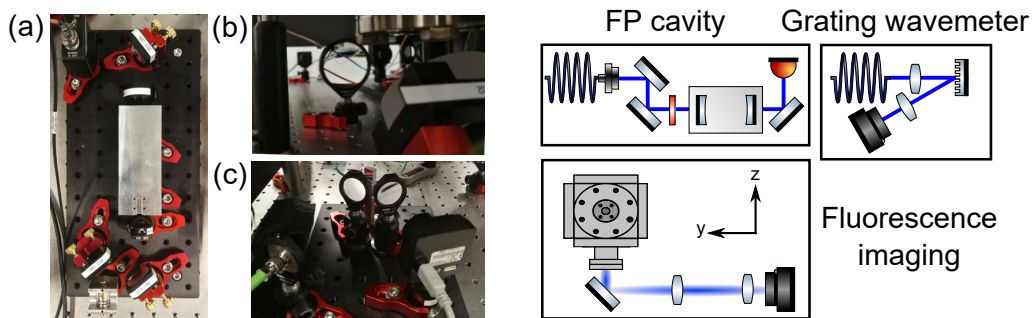 (a)
(b)
(c)
FP cavity
Grating wavemeter
z
y
Fluorescence
imaging